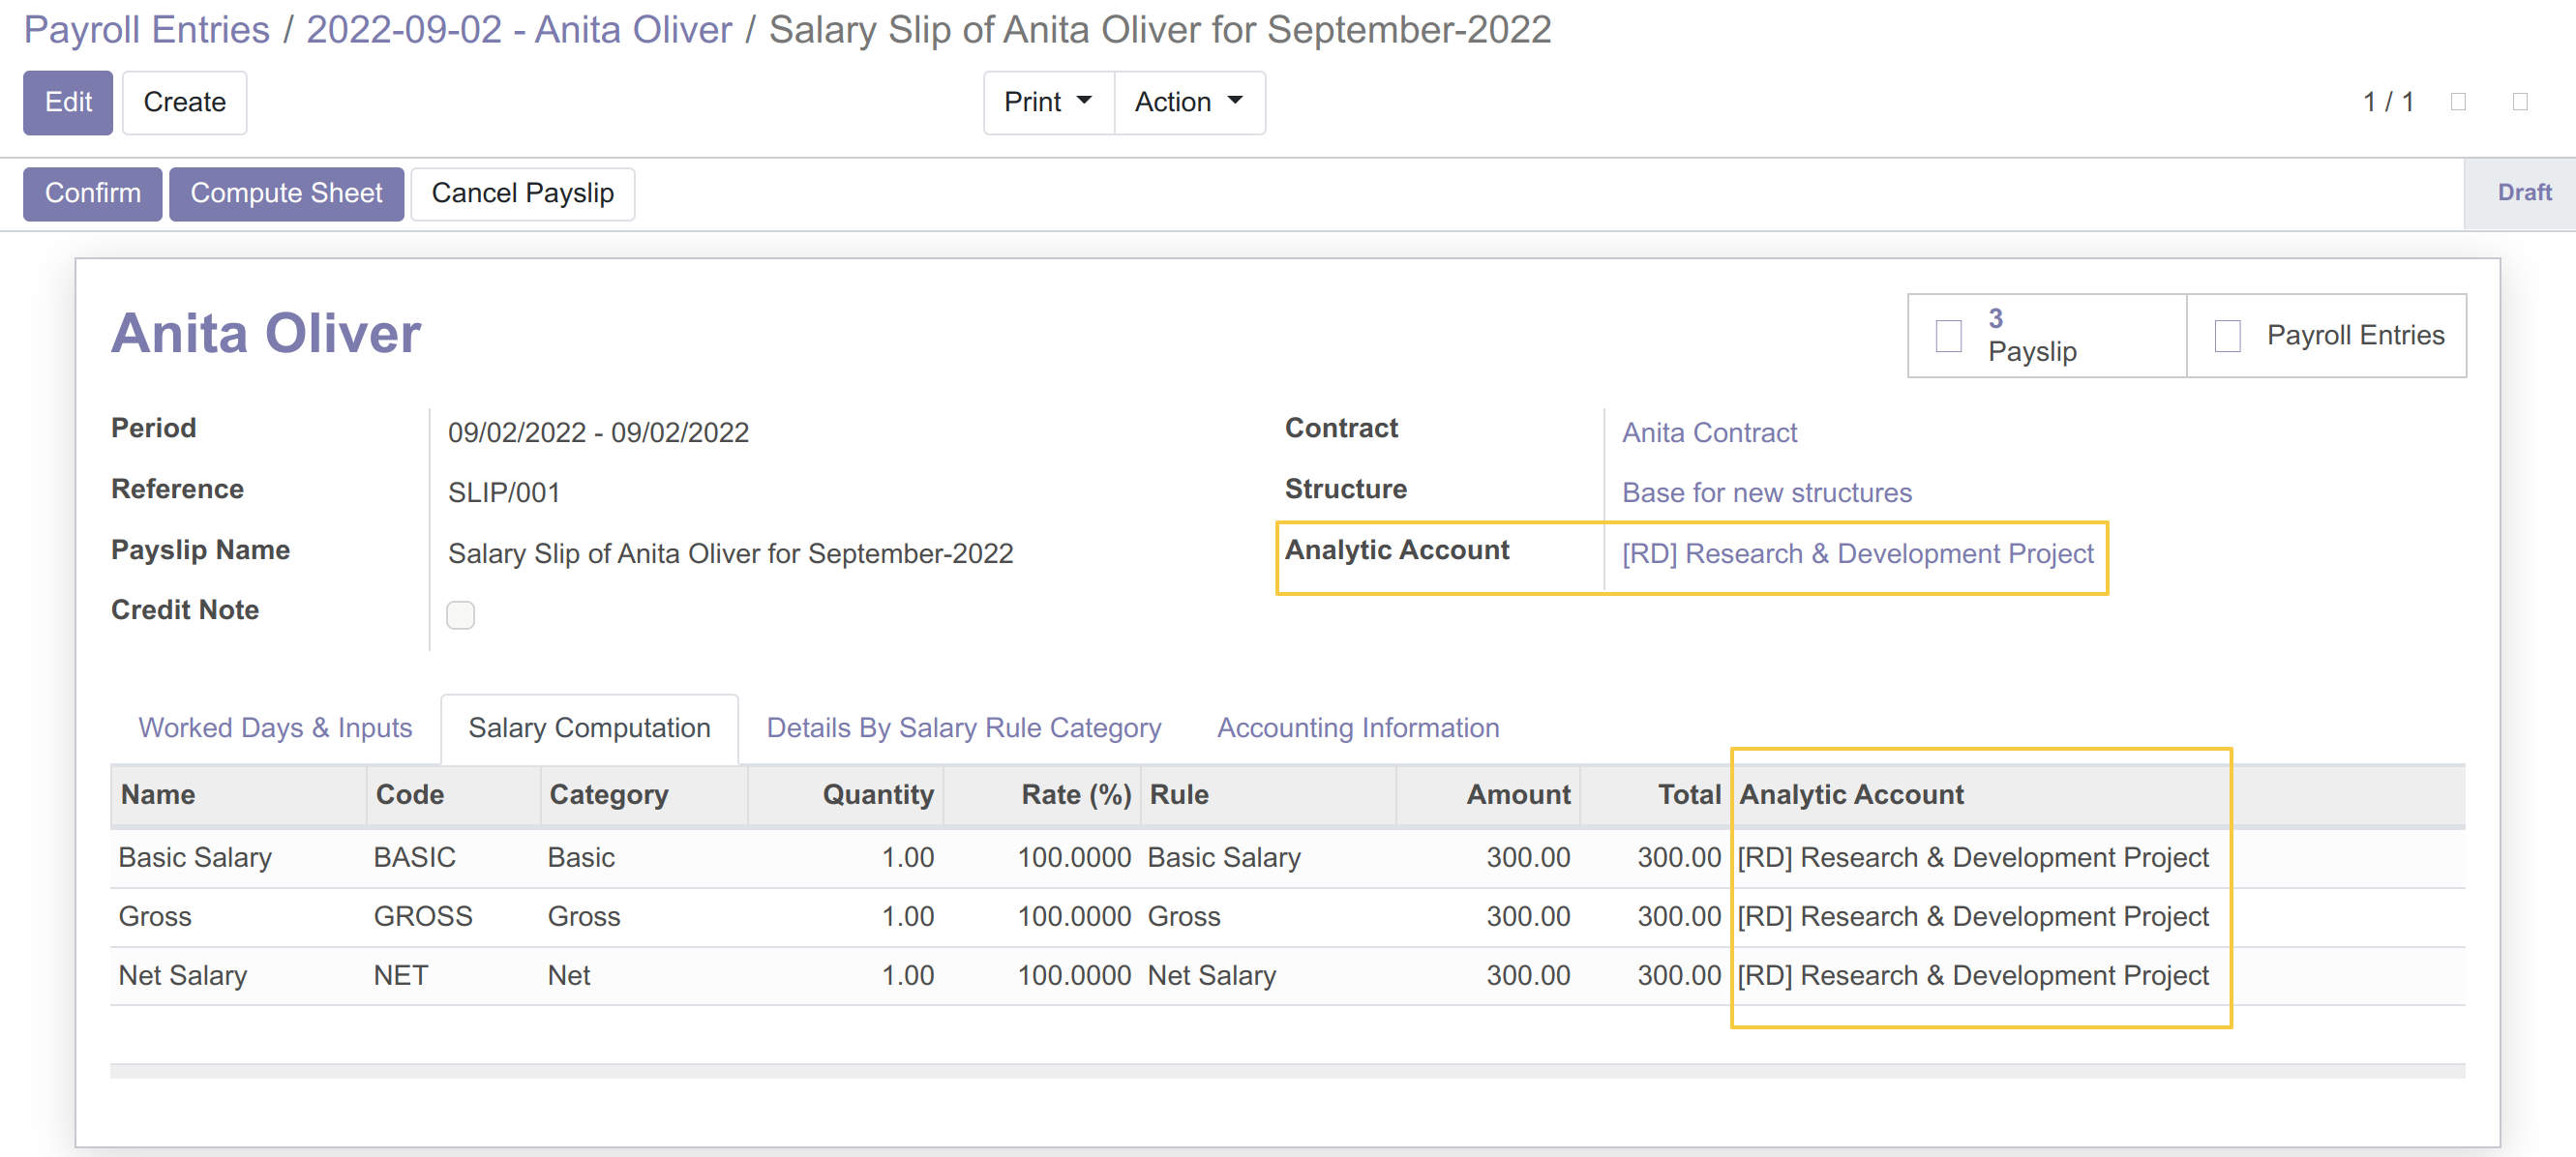 Payroll Entries / 2022-09-02 - Anita Oliver / Salary Slip of Anita Oliver for September-2022
Edit Create Print Action 1 / 1
Confirm Compute Sheet Cancel Payslip Draft
Anita Oliver
3
Payslip
Payroll Entries
Period 09/02/2022 - 09/02/2022
Reference SLIP/001
Payslip Name Salary Slip of Anita Oliver for September-2022
Credit Note
Contract Anita Contract
Structure Base for new structures
Analytic Account [RD] Research & Development Project
Worked Days & Inputs Salary Computation Details By Salary Rule Category Accounting Information
Name Code Category Quantity Rate (%) Rule Amount Total Analytic Account
Basic Salary BASIC Basic 1.00 100.0000 Basic Salary 300.00 300.00 [RD] Research & Development Project
Gross GROSS Gross 1.00 100.0000 Gross 300.00 300.00 [RD] Research & Development Project
Net Salary NET Net 1.00 100.0000 Net Salary 300.00 300.00 [RD] Research & Development Project